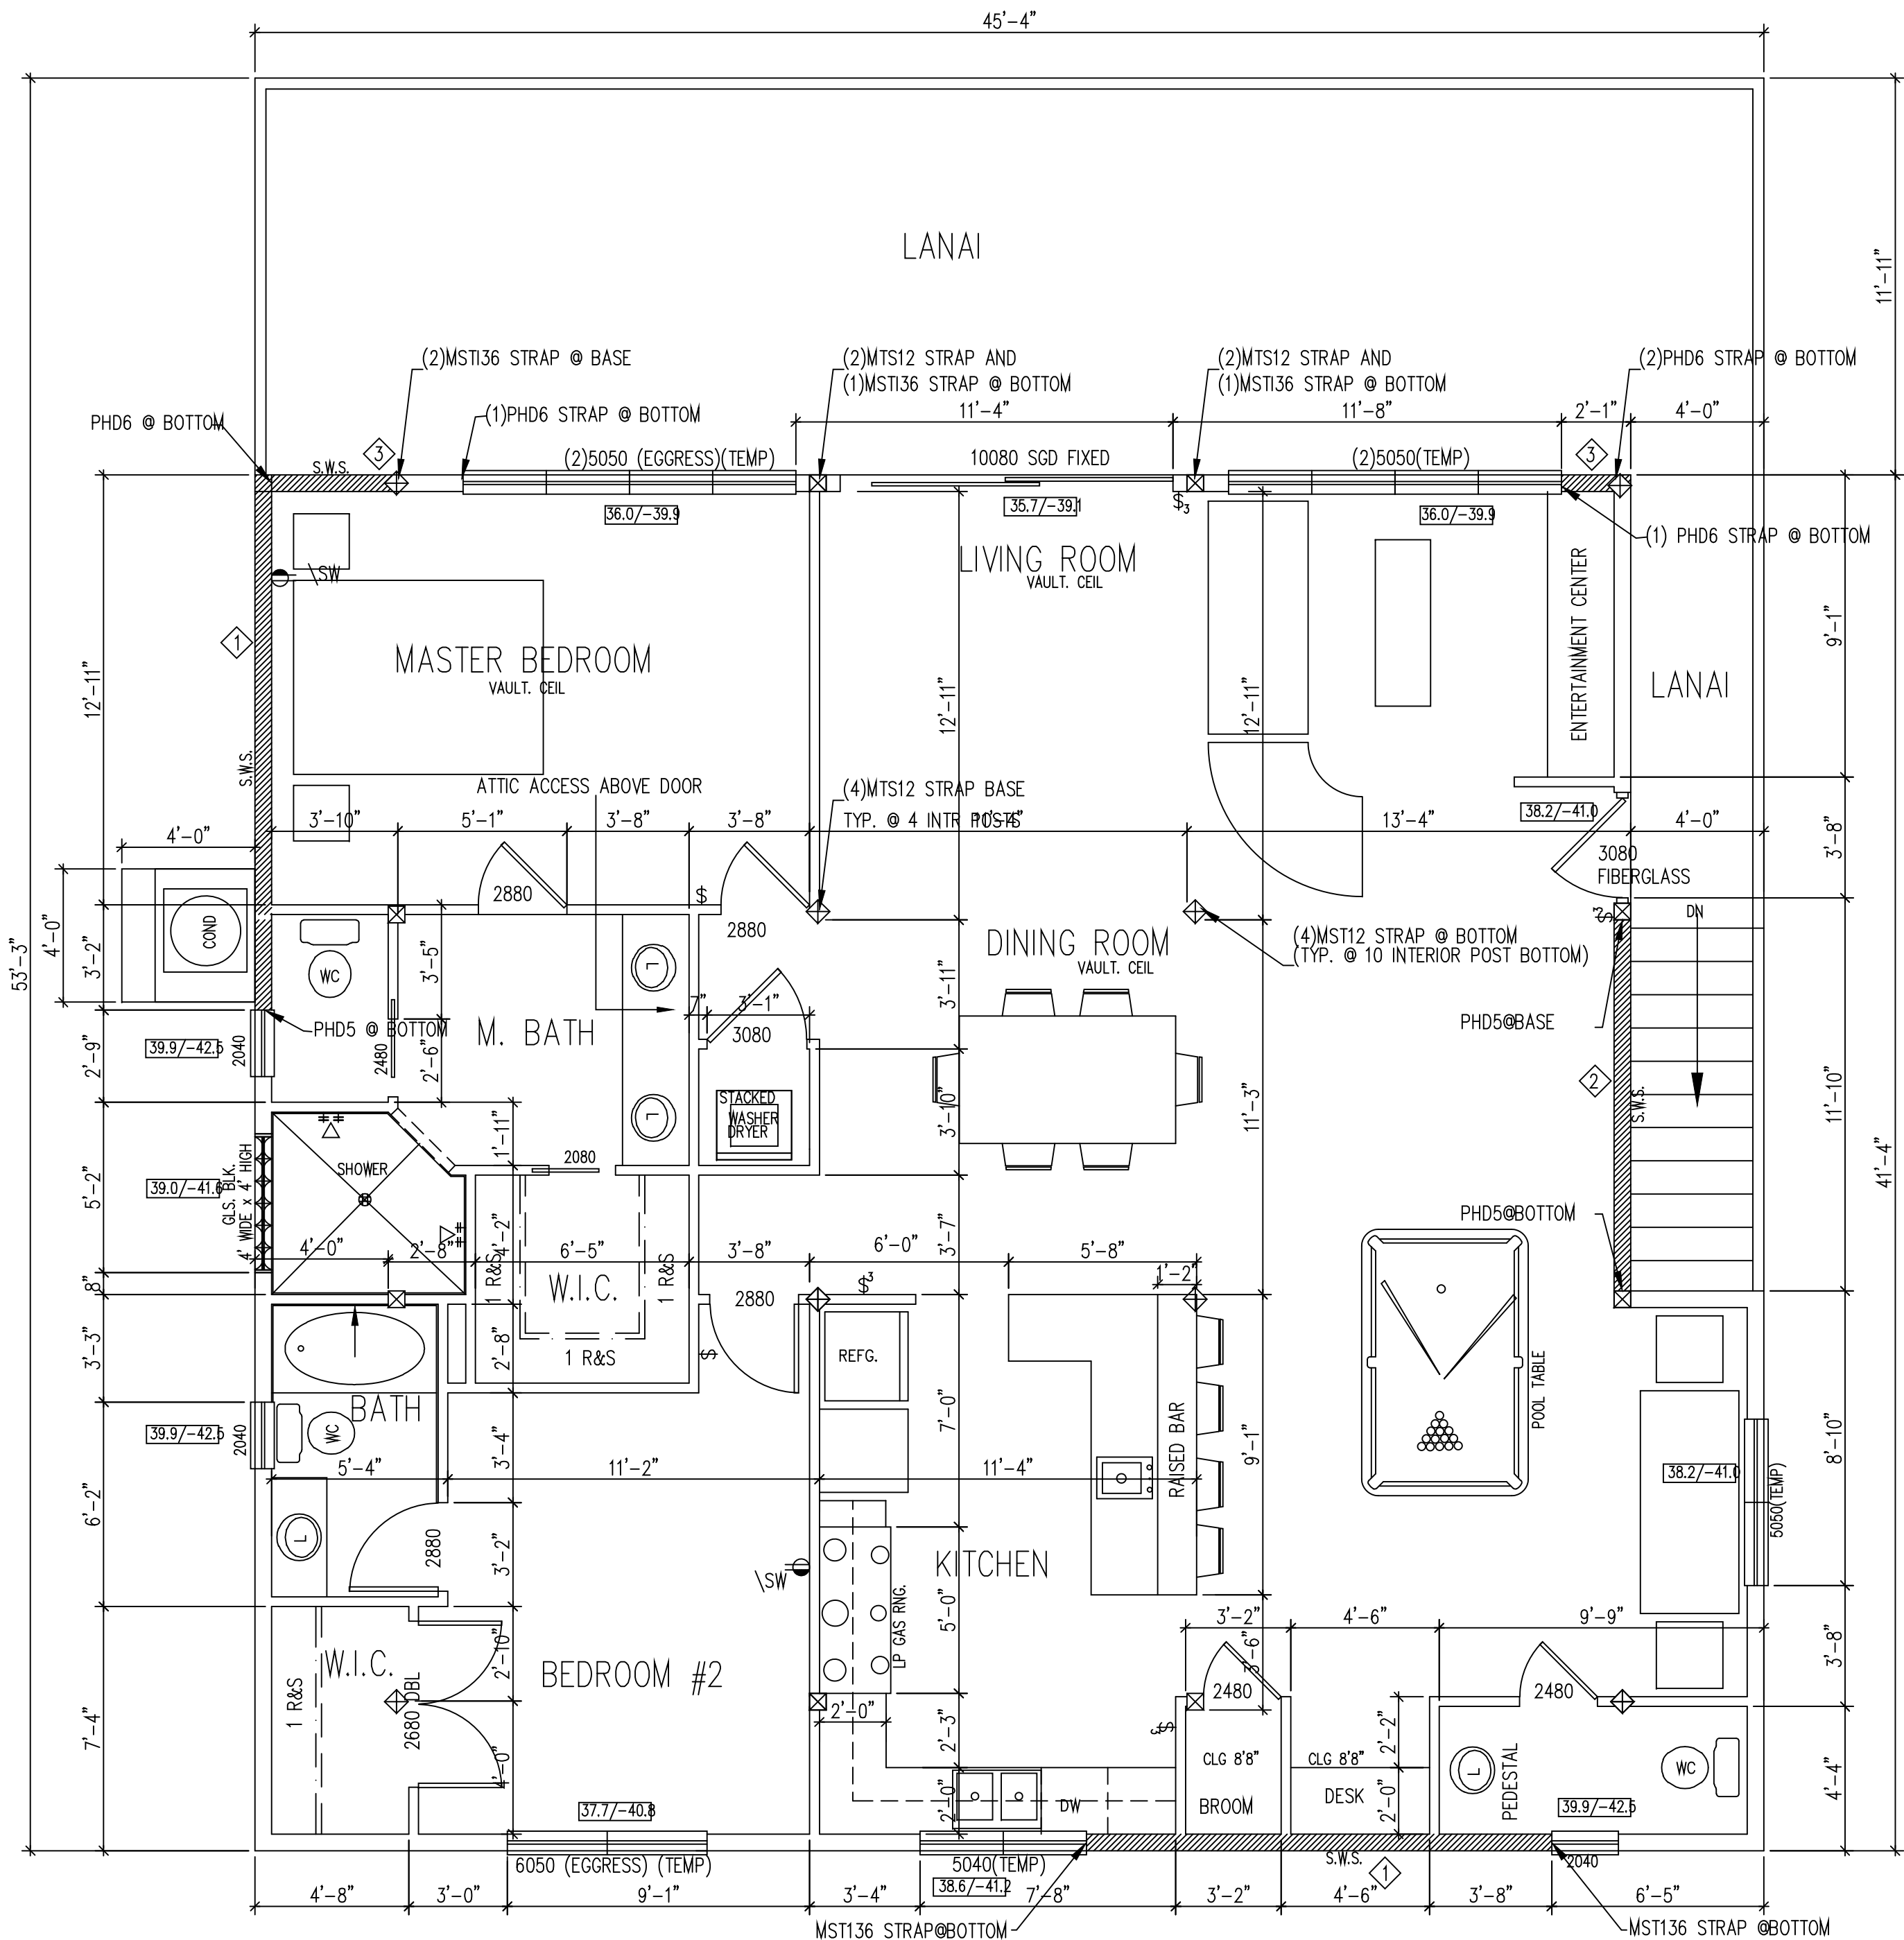 45'-4"
LANAI
11'-11"
(2)MSTI36 STRAP @ BASE
(2)MTS12 STRAP AND
(1)MSTI36 STRAP @ BOTTOM
(2)MTS12 STRAP AND
(1)MSTI36 STRAP @ BOTTOM
(2)PHD6 STRAP @ BOTTOM
PHD6 @ BOTTOM
(1)PHD6 STRAP @ BOTTOM
11'-4"
11'-8"
2'-1"
4'-0"
S.W.S.
3
(2)5050 (EGGRESS)(TEMP)
10080 SGD FIXED
(2)5050(TEMP)
3
36.0/-39.9
35.7/-39.1
$3
36.0/-39.9
(1) PHD6 STRAP @ BOTTOM
\SW
LIVING ROOM
VAULT. CEIL
ENTERTAINMENT CENTER
9'-1"
1
MASTER BEDROOM
VAULT. CEIL
LANAI
12'-11"
12'-11"
12'-11"
S.W.S.
ATTIC ACCESS ABOVE DOOR
(4)MTS12 STRAP BASE
TYP. @ 4 INTR POSTS
38.2/-41.0
4'-0"
3'-10"
5'-1"
3'-8"
3'-8"
11'-4"
13'-4"
4'-0"
3'-8"
3080
FIBERGLASS
2880
$
2880
$3
DN
4'-0"
COND
53'-3"
3'-2"
WC
3'-5"
DINING ROOM
VAULT. CEIL
(4)MST12 STRAP @ BOTTOM
(TYP. @ 10 INTERIOR POST BOTTOM)
L
3'-11"
7"
3'-1"
3080
PHD5 @ BOTTOM
M. BATH
PHD5@BASE
39.9/-42.5
2040
2'-9"
2480
2'-6"
STACKED
WASHER
DRYER
L
3'-10"
11'-3"
2
S.W.S.
11'-10"
41'-4"
1'-11"
2080
SHOWER
39.0/-41.6
GLS. BLK.
4' WIDE x 4' HIGH
5'-2"
PHD5@BOTTOM
4'-0"
2'-8"
1 R&S
4'-2"
6'-5"
1 R&S
3'-8"
6'-0"
3'-7"
5'-8"
1'-2"
8"
W.I.C.
2880
$3
3'-3"
2'-8"
1 R&S
$
REFG.
POOL TABLE
BATH
WC
39.9/-42.5
2040
3'-4"
7'-0"
RAISED BAR
9'-1"
38.2/-41.0
8'-10"
5050(TEMP)
5'-4"
11'-2"
11'-4"
6'-2"
L
2880
3'-2"
\SW
KITCHEN
5'-0"
LP GAS RNG.
3'-2"
4'-6"
9'-9"
3'-6"
3'-8"
W.I.C.
1 R&S
2'-10"
BEDROOM #2
2680 DBL
2480
2480
7'-4"
2'-0"
$3
2'-3"
2'-2"
4'-0"
CLG 8'8"
CLG 8'8"
L
PEDESTAL
WC
4'-4"
37.7/-40.8
2'-0"
DW
BROOM
DESK
2'-0"
39.9/-42.5
6050 (EGGRESS) (TEMP)
5040(TEMP)
S.W.S.
1
2040
38.6/-41.2
4'-8"
3'-0"
9'-1"
3'-4"
7'-8"
3'-2"
4'-6"
3'-8"
6'-5"
MST136 STRAP@BOTTOM
MST136 STRAP @BOTTOM